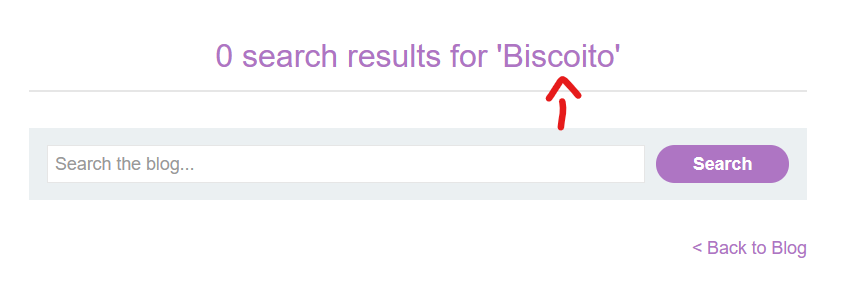 0 search results for 'Biscoito'
Search the blog...
Search
< Back to Blog